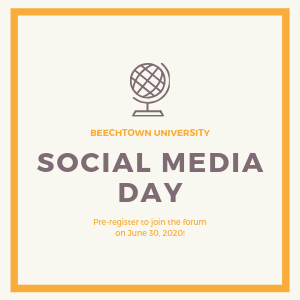 BEECHTOWN UNIVERSITY
SOCIAL MEDIA
DAY
Pre-register to join the forum
on June 30, 2020!